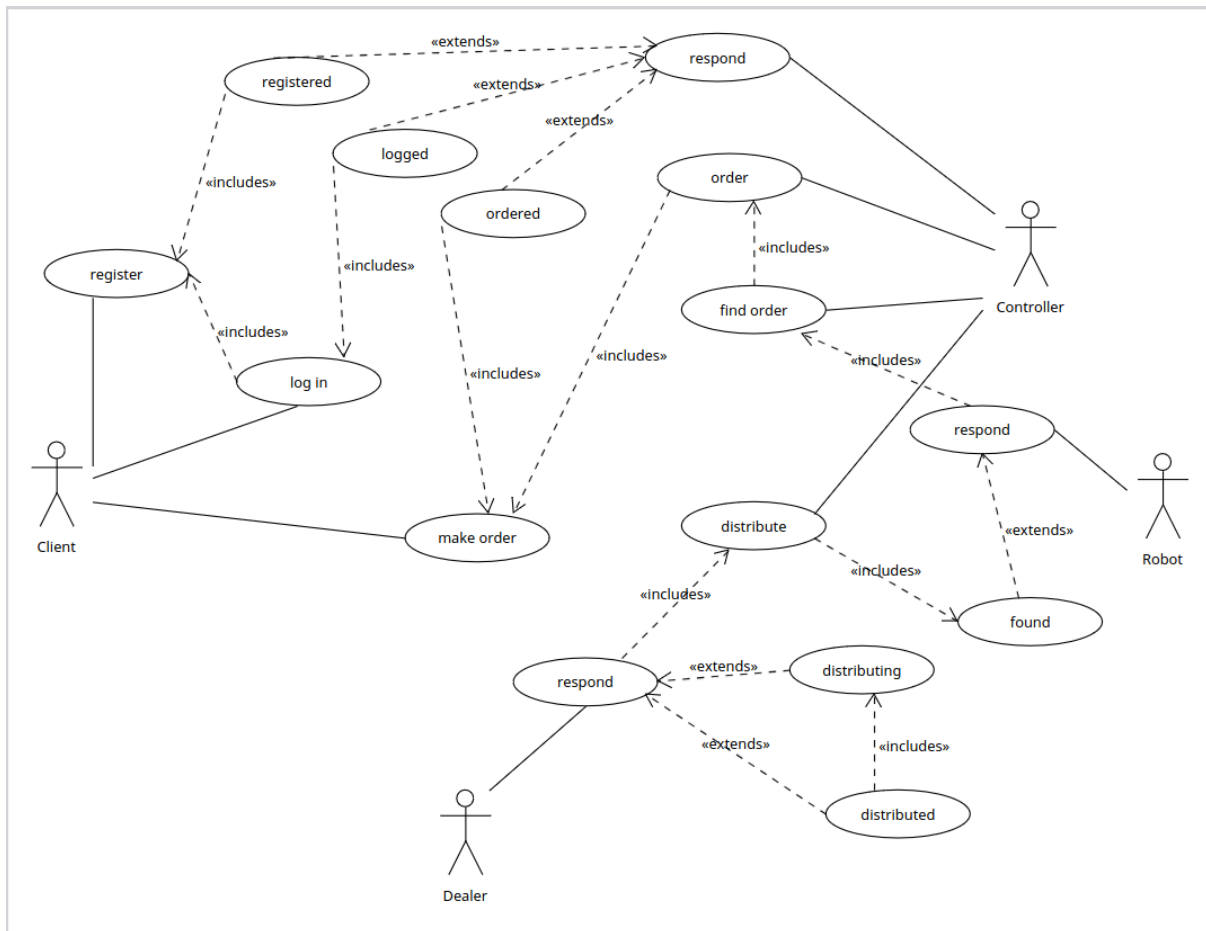 «extends»
respond
registered
«extends»
«extends»
logged
order
«includes»
ordered
«includes»
register
«includes»
find order
Controller
«includes»
«includes»
«includes»
«includes»
log in
respond
distribute
«extends»
make order
Client
Robot
«includes»
«includes»
found
«extends»
distributing
respond
«extends»
«includes»
distributed
Dealer